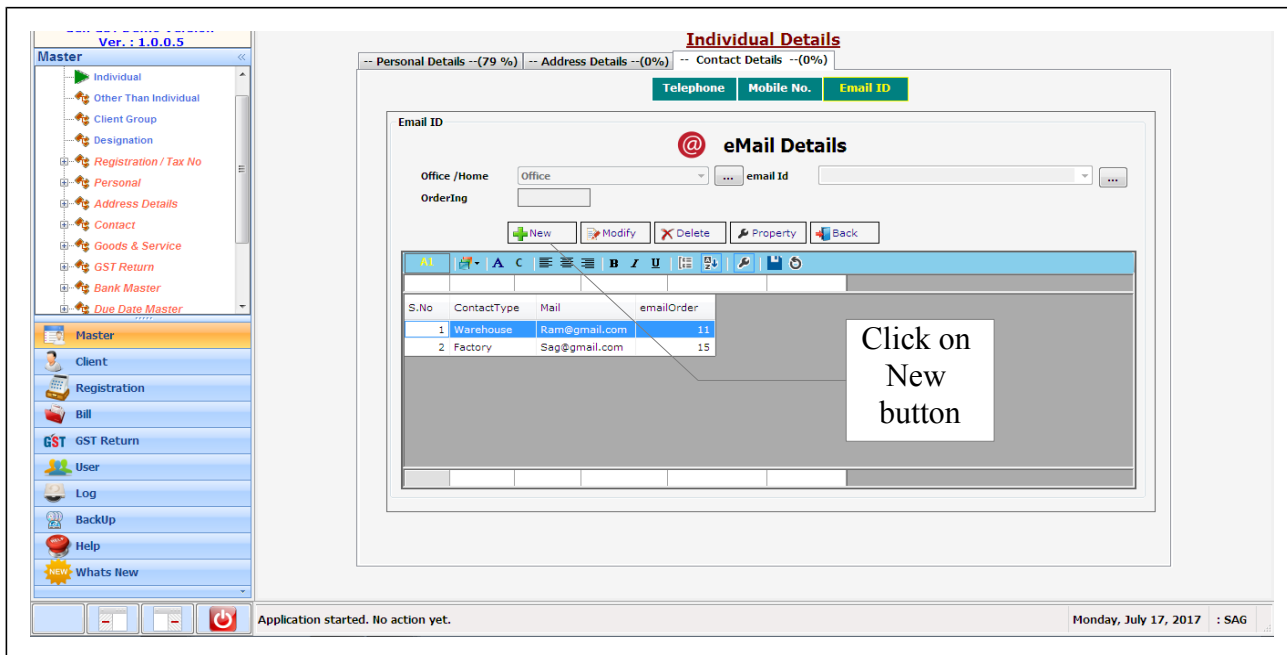 Ver. : 1.0.0.5
Master
Individual
Other Than Individual
Client Group
Designation
Registration / Tax No
Personal
Address Details
Contact
Goods & Service
GST Return
Bank Master
Due Date Master
Master
Client
Registration
Bill
GST GST Return
User
Log
BackUp
Help
NEW Whats New
Individual Details
-- Personal Details --(79 %) -- Address Details --(0%) -- Contact Details --(0%)
Telephone Mobile No. Email ID
Email ID
@ eMail Details
Office /Home Office ... email Id ...
OrderIng
New Modify Delete Property Back
A1 A C B I U
S.No ContactType Mail emailOrder
1 Warehouse Ram@gmail.com 11
2 Factory Sag@gmail.com 15
Click on
New
button
Application started. No action yet. Monday, July 17, 2017 : SAG